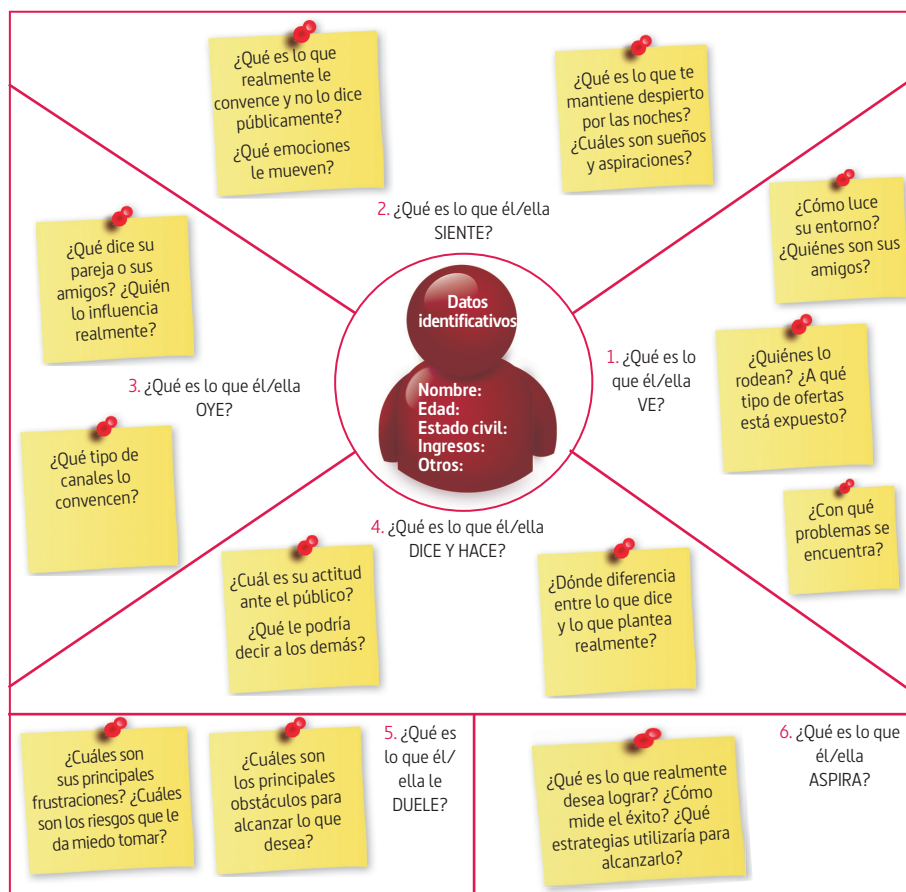 ¿Qué es lo que
realmente le
convence y no lo dice
públicamente?
¿Qué emociones
le mueven?
¿Qué es lo que te
mantiene despierto
por las noches?
¿Cuáles son sueños
y aspiraciones?
2. ¿Qué es lo que él/ella
SIENTE?
¿Cómo luce
su entorno?
¿Quiénes son sus
amigos?
¿Qué dice su
pareja o sus
amigos? ¿Quién
lo influencia
realmente?
Datos
identificativos
Nombre:
Edad:
Estado civil:
Ingresos:
Otros:
1. ¿Qué es lo
que él/ella
VE?
¿Quiénes lo
rodean? ¿A qué
tipo de ofertas
está expuesto?
3. ¿Qué es lo que él/ella
OYE?
¿Qué tipo de
canales lo
convencen?
¿Con qué
problemas se
encuentra?
4. ¿Qué es lo que él/ella
DICE Y HACE?
¿Cuál es su actitud
ante el público?
¿Qué le podría
decir a los demás?
¿Dónde diferencia
entre lo que dice
y lo que plantea
realmente?
¿Cuáles son
sus principales
frustraciones? ¿Cuáles
son los riesgos que le
da miedo tomar?
¿Cuáles son
los principales
obstáculos para
alcanzar lo que
desea?
5. ¿Qué es
lo que él/
ella le
DUELE?
¿Qué es lo que realmente
desea lograr? ¿Cómo
mide el éxito? ¿Qué
estrategias utilizaría para
alcanzarlo?
6. ¿Qué es lo que
él/ella
ASPIRA?